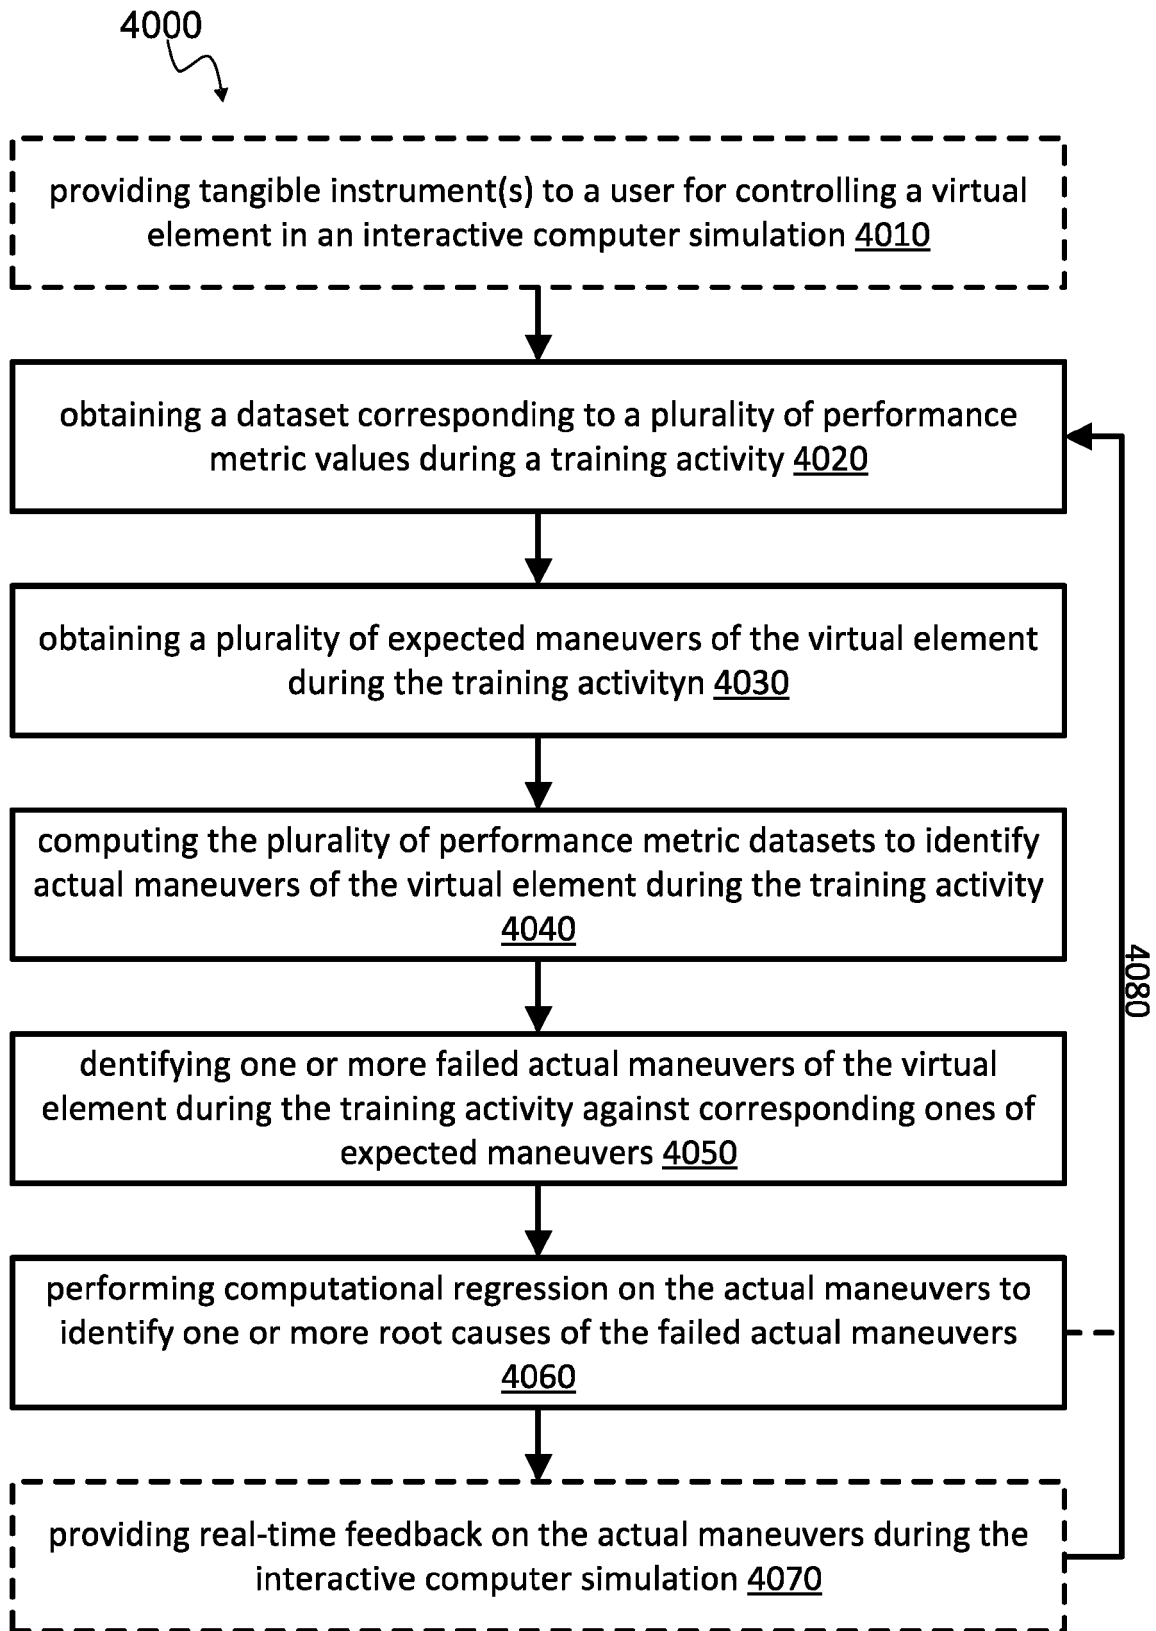 4000
providing tangible instrument(s) to a user for controlling a virtual
element in an interactive computer simulation 4010
obtaining a dataset corresponding to a plurality of performance
metric values during a training activity 4020
obtaining a plurality of expected maneuvers of the virtual element
during the training activityn 4030
computing the plurality of performance metric datasets to identify
actual maneuvers of the virtual element during the training activity
4040
dentifying one or more failed actual maneuvers of the virtual
element during the training activity against corresponding ones of
expected maneuvers 4050
performing computational regression on the actual maneuvers to
identify one or more root causes of the failed actual maneuvers
4060
providing real-time feedback on the actual maneuvers during the
interactive computer simulation 4070
4080